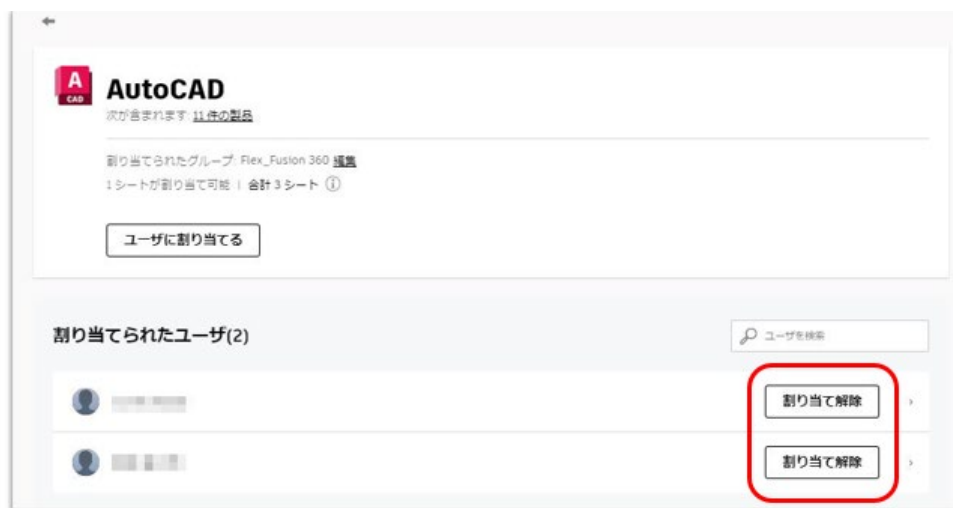 A
CAD
AutoCAD
次が含まれます: 11 件の製品
割り当てられたグループ: Flex_Fusion 360 編集
1 シートが割り当て可能 | 合計 3 シート
ユーザに割り当てる
割り当てられたユーザ(2)
ユーザを検索
割り当て解除
割り当て解除